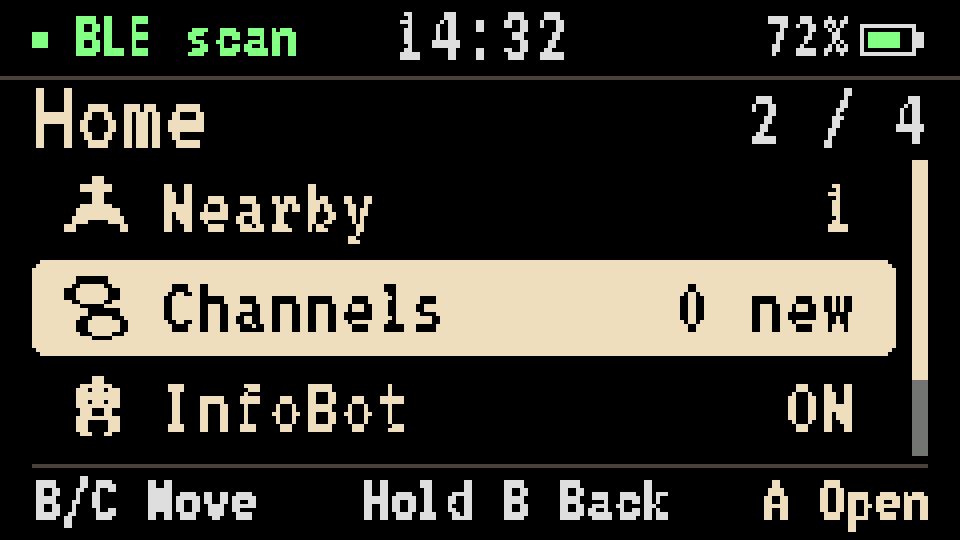 BLE scan 14:32 72%
Home 2 / 4
Nearby 1
Channels 0 new
InfoBot ON
B/C Move Hold B Back A Open